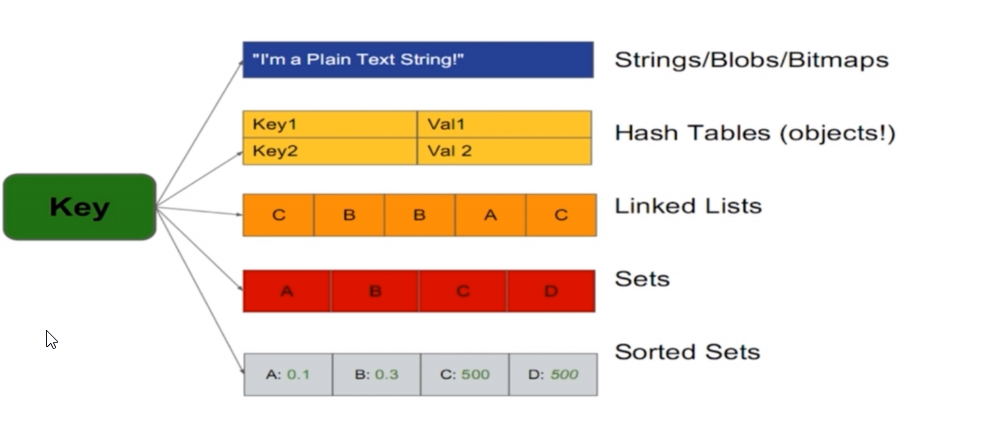 Key
"I'm a Plain Text String!"
Strings/Blobs/Bitmaps
Key1 Val1
Key2 Val 2
Hash Tables (objects!)
C B B A C
Linked Lists
A B C D
Sets
A: 0.1 B: 0.3 C: 500 D: 500
Sorted Sets